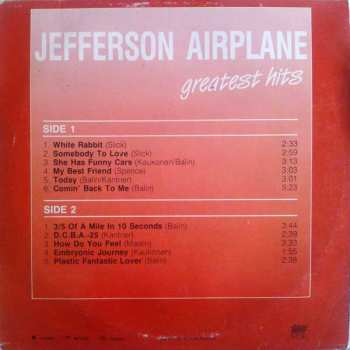 JEFFERSON AIRPLANE
greatest hits
SIDE 1
1. White Rabbit (Slick) 2:33
2. Somebody To Love (Slick) 2:59
3. She Has Funny Cars (Kaukonen/Balin) 3:13
4. My Best Friend (Spence) 3:03
5. Today (Balin/Kantner) 3:01
6. Comin' Back To Me (Balin) 5:23
SIDE 2
1. 3/5 Of A Mile In 10 Seconds (Balin) 3:44
2. D.C.B.A.-25 (Kantner) 2:39
3. How Do You Feel (Mastin) 3:33
4. Embryonic Journey (Kaukonen) 1:55
5. Plastic Fantastic Lover (Balin) 2:38